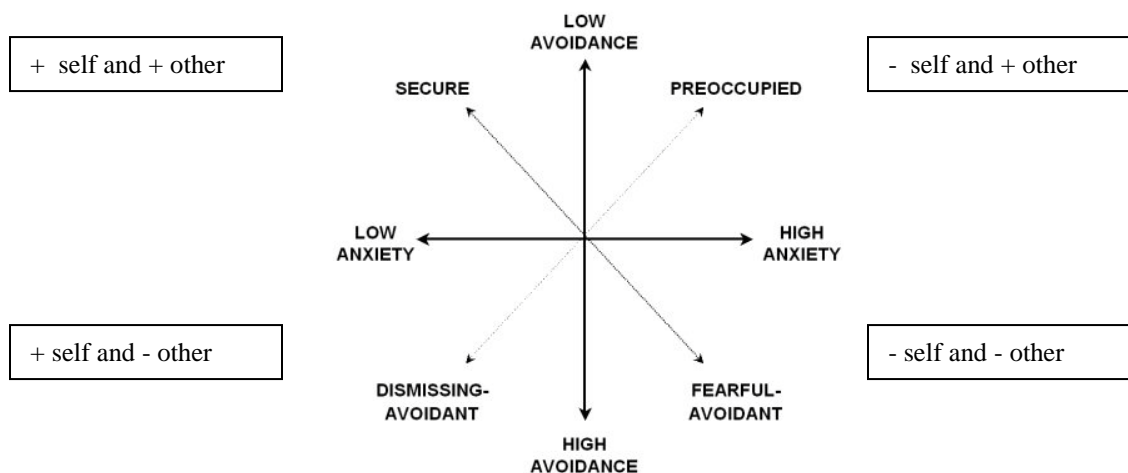 LOW
AVOIDANCE
+ self and + other
- self and + other
SECURE
PREOCCUPIED
LOW
ANXIETY
HIGH
ANXIETY
+ self and - other
- self and - other
DISMISSING-
AVOIDANT
FEARFUL-
AVOIDANT
HIGH
AVOIDANCE